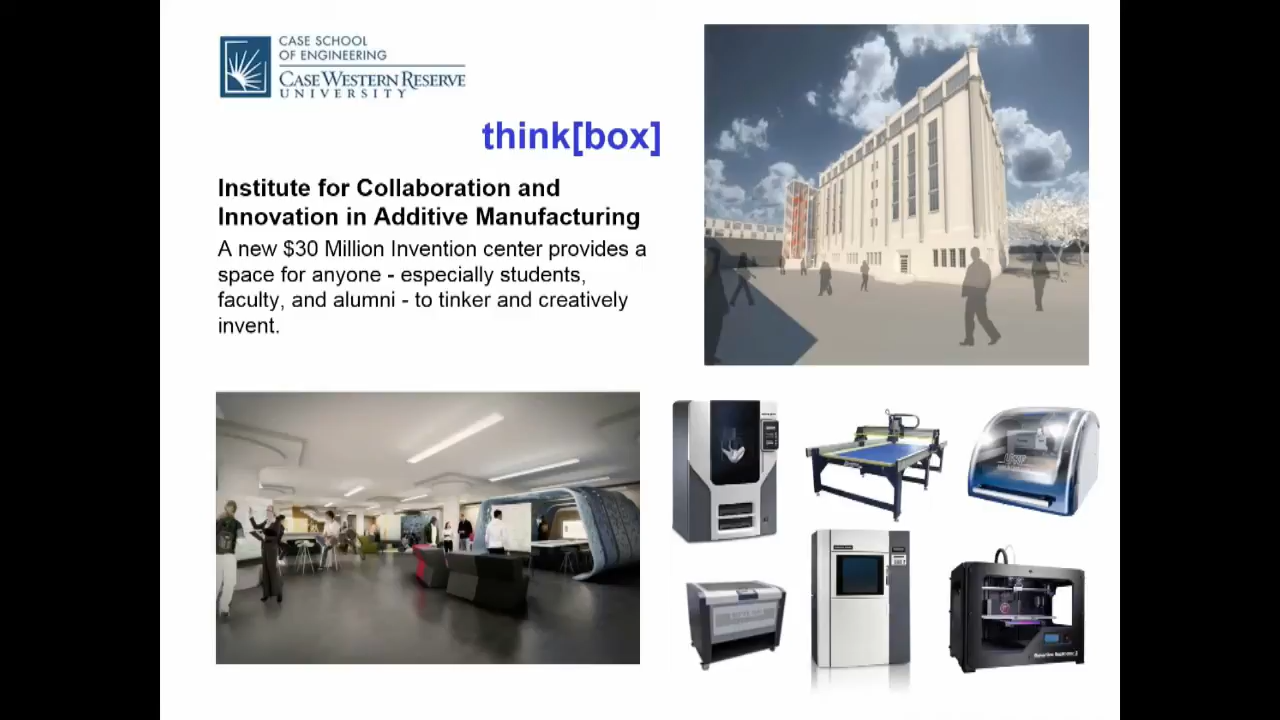 CASE SCHOOL
OF ENGINEERING
CASE WESTERN RESERVE
UNIVERSITY
think[box]
Institute for Collaboration and
Innovation in Additive Manufacturing
A new $30 Million Invention center provides a
space for anyone - especially students,
faculty, and alumni - to tinker and creatively
invent.